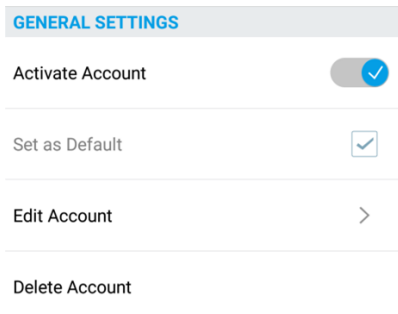 GENERAL SETTINGS
Activate Account
Set as Default
Edit Account
Delete Account